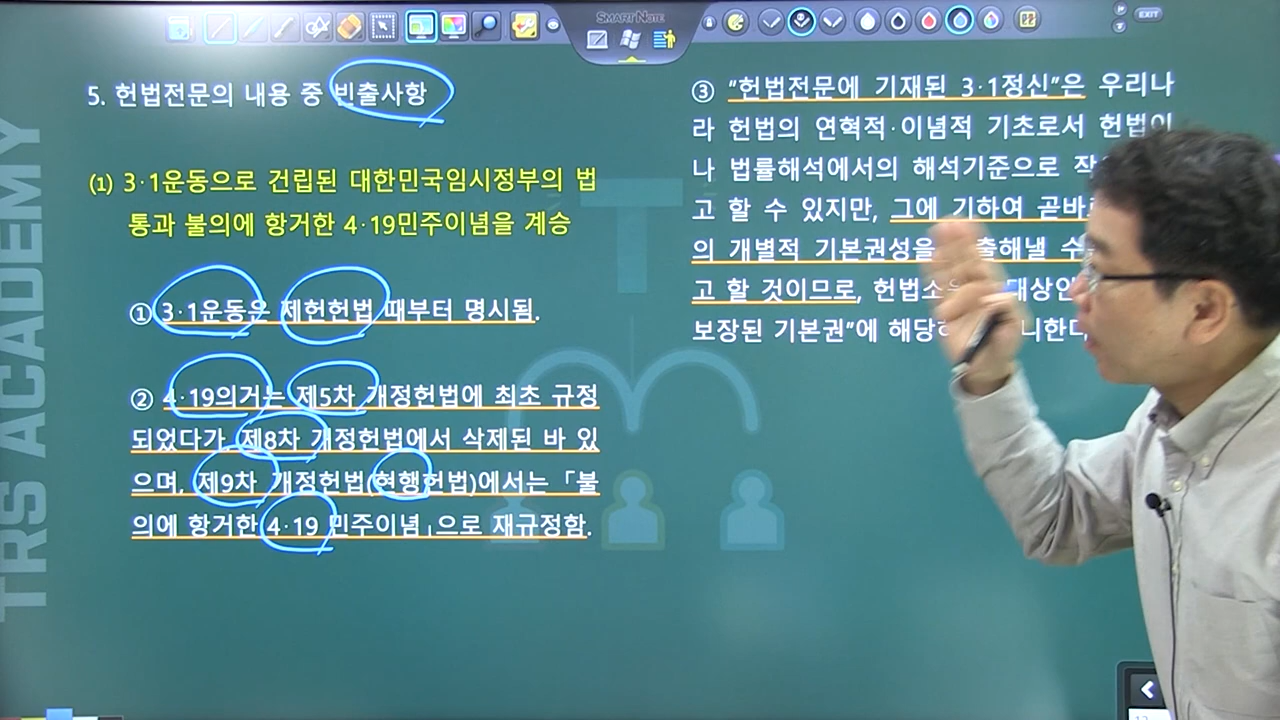 SMART NOTE
EXIT
TRS ACADEMY
5. 헌법전문의 내용 중 빈출사항
(1) 3·1운동으로 건립된 대한민국임시정부의 법
통과 불의에 항거한 4·19민주이념을 계승
① 3·1운동은 제헌헌법 때부터 명시됨.
② 4·19의거는 제5차 개정헌법에 최초 규정
되었다가 제8차 개정헌법에서 삭제된 바 있
으며, 제9차 개정헌법(현행헌법)에서는 「불
의에 항거한 4·19 민주이념」으로 재규정함.
③ “헌법전문에 기재된 3·1정신”은 우리나
라 헌법의 연혁적·이념적 기초로서 헌법이
나 법률해석에서의 해석기준으로
고 할 수 있지만, 그에 기하여
의 개별적 기본권성을
고 할 것이므로,
보장된 기본권”에